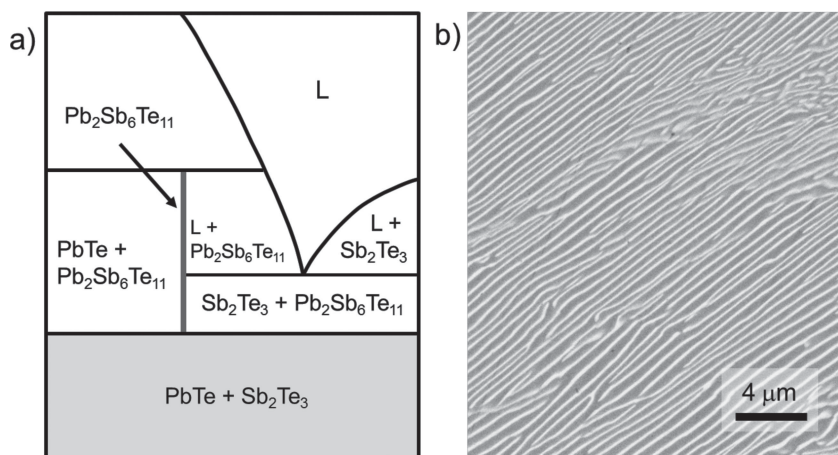 a)
b)
L
Pb₂Sb₆Te₁₁
L +
Pb₂Sb₆Te₁₁
L +
Sb₂Te₃
PbTe +
Pb₂Sb₆Te₁₁
Sb₂Te₃ + Pb₂Sb₆Te₁₁
PbTe + Sb₂Te₃
4 μm